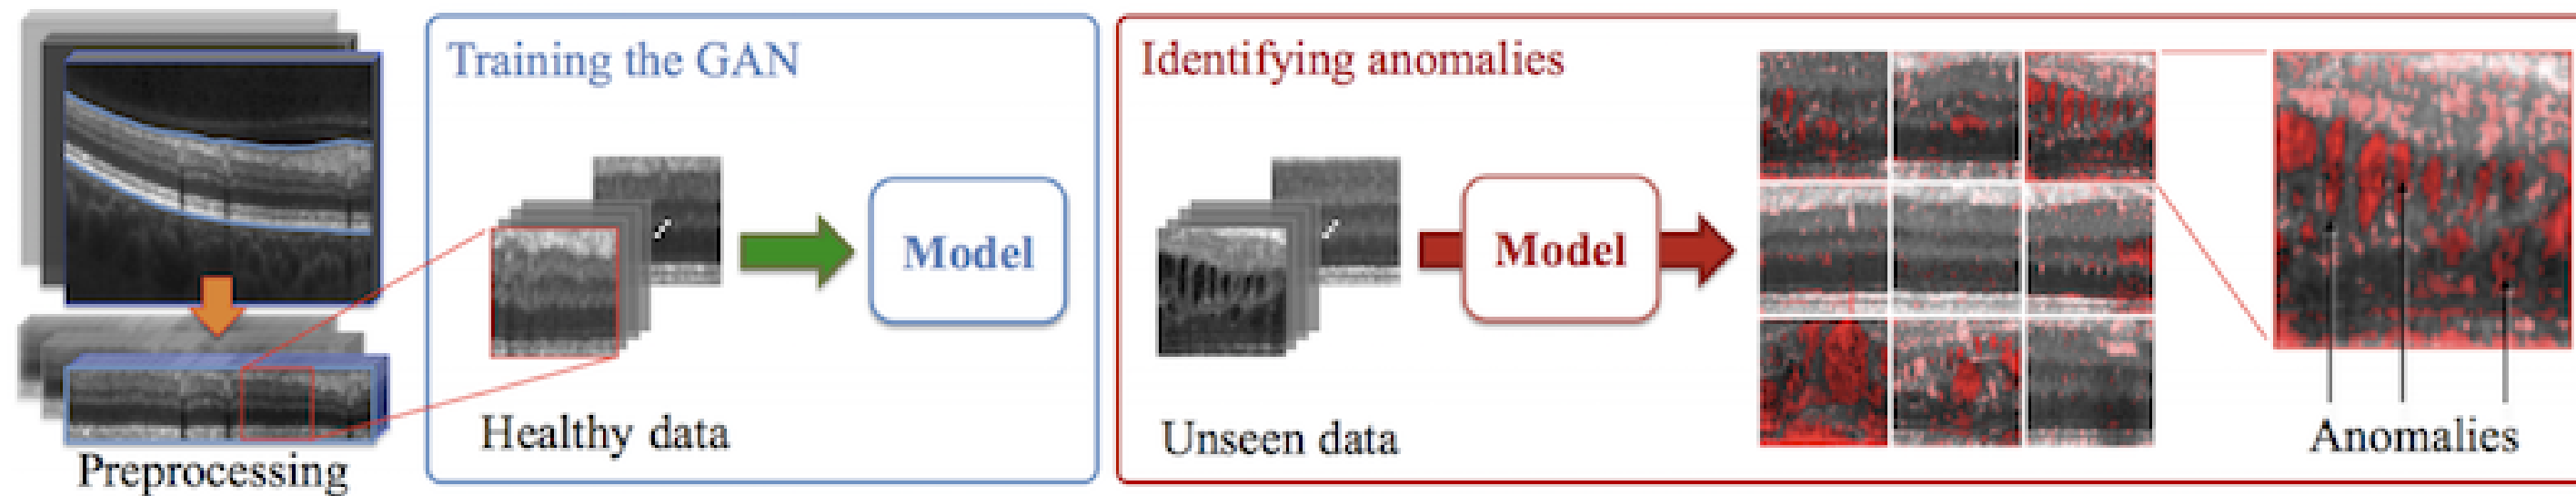 Preprocessing
Training the GAN
Healthy data
Model
Identifying anomalies
Unseen data
Model
Anomalies